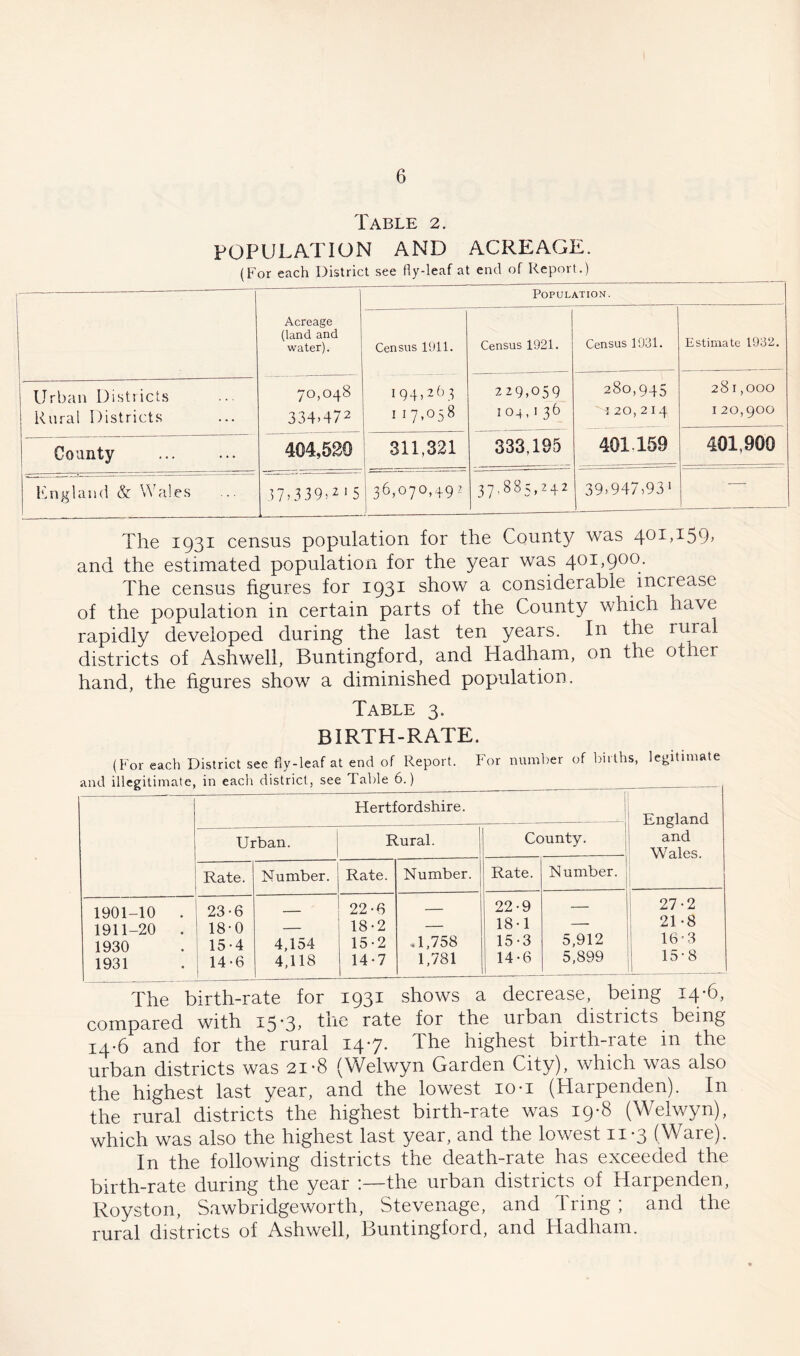 6
TABLE 2.
POPULATION AND ACREAGE.
(For each District see fly-leaf at end of Report.)
POPULATION.
Acreage (land and water). Census 1911. Census 1921. Census 1931. Estimate 1932.
Urban Districts ... 70,048 194,263 229,059 280,945 281,000
Rural Districts ... 334,472 117,058 104,136 120,214 120,900
County ... ... 404,520 311,321 333,195 401,159 401,900
England & Wales ... 37,339,215 36,070,492 37,885,242 39,947,931 —
The 1931 census population for the County was 401,159,
and the estimated population for the year was 401,900.
The census figures for 1931 show a considerable increase
of the population in certain parts of the County which have
rapidly developed during the last ten years. In the rural
districts of Ashwell, Buntingford, and Hadham, on the other
hand, the figures show a diminished population.
TABLE 3.
BIRTH-RATE.
(For each District see fly-leaf at end of Report. For number of births, legitimate
and illegitimate, in each district, see Table 6.)
Hertfordshire. England and Wales.
Urban. Rural. County.
Rate. Number. Rate. Number. Rate. Number.
1901-10 . 23·6 — 22·6 — 22·9 — 27·2
1911-20 . 18·0 — 18·2 — 18·1 — 21·8
1930 . 15·4 4,154 15·2 1,758 15·3 5,912 16·3
1931 . 14·6 4,118 14·7 1,781 14·6 5,899 15·8
The birth-rate for 1931 shows a decrease, being 14·6,
compared with 15·3, the rate for the urban districts being
14·6 and for the rural 14·7. The highest birth-rate in the
urban districts was 21·8 (Welwyn Garden City), which was also
the highest last year, and the lowest 10·1 (Harpenden). In
the rural districts the highest birth-rate was 19·8 (Welwyn),
which was also the highest last year, and the lowest 11·3 (Ware).
In the following districts the death-rate has exceeded the
birth-rate during the year :—the urban districts of Harpenden,
Royston, Sawbridgeworth, Stevenage, and Tring ; and the
rural districts of Ashwell, Buntingford, and Hadham.